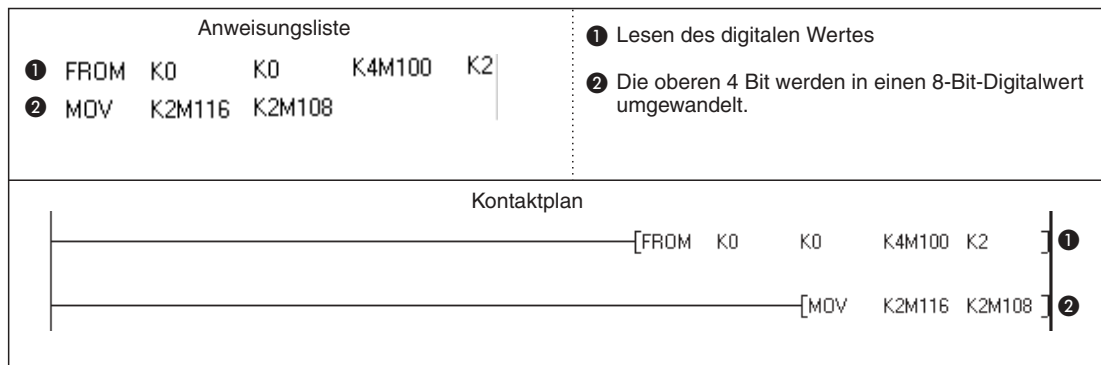 Anweisungsliste
❶ FROM K0 K0 K4M100 K2
❷ MOV K2M116 K2M108
❶ Lesen des digitalen Wertes
❷ Die oberen 4 Bit werden in einen 8-Bit-Digitalwert
umgewandelt.
Kontaktplan
[FROM K0 K0 K4M100 K2 ] ❶
[MOV K2M116 K2M108 ] ❷